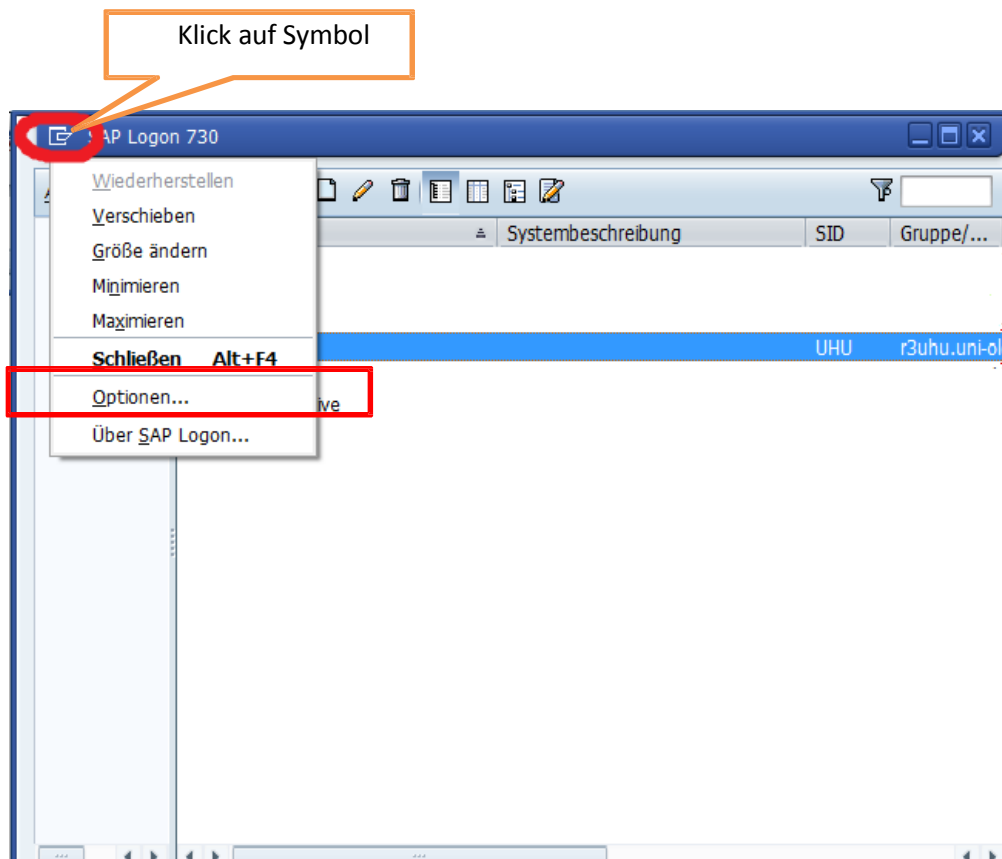 Klick auf Symbol
SAP Logon 730
Wiederherstellen
Verschieben
Größe ändern
Minimieren
Maximieren
Schließen Alt+F4
Optionen...
Über SAP Logon...
Systembeschreibung SID Gruppe/...
UHU r3uhu.uni-ol
ive